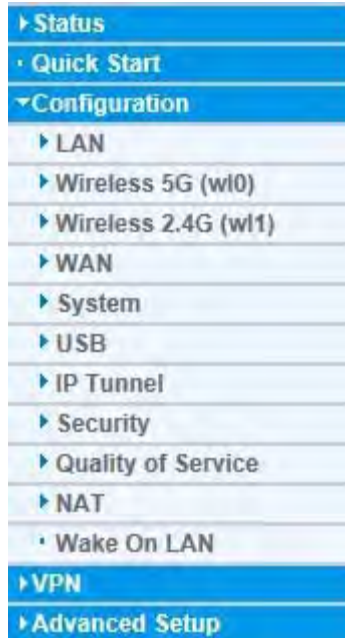 Status
Quick Start
Configuration
LAN
Wireless 5G (wl0)
Wireless 2.4G (wl1)
WAN
System
USB
IP Tunnel
Security
Quality of Service
NAT
Wake On LAN
VPN
Advanced Setup